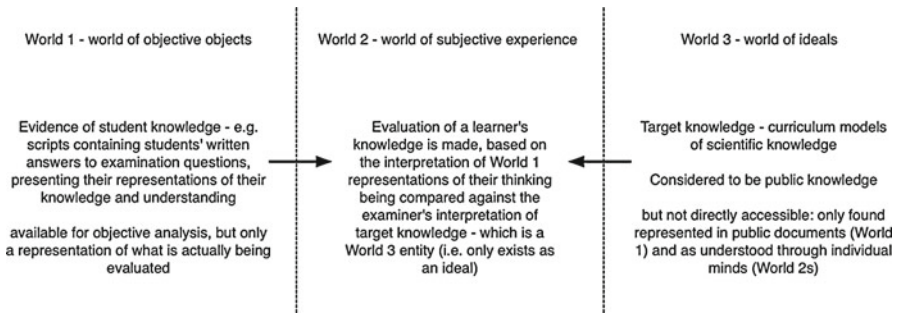 World 1 - world of objective objects
World 2 - world of subjective experience
World 3 - world of ideals
Evidence of student knowledge - e.g.
scripts containing students' written
answers to examination questions,
presenting their representations of their
knowledge and understanding
available for objective analysis, but only
a representation of what is actually being
evaluated
Evaluation of a learner's
knowledge is made, based on
the interpretation of World 1
representations of their thinking
being compared against the
examiner's interpretation of
target knowledge - which is a
World 3 entity (i.e. only exists as
an ideal)
Target knowledge - curriculum models
of scientific knowledge
Considered to be public knowledge
but not directly accessible: only found
represented in public documents (World
1) and as understood through individual
minds (World 2s)